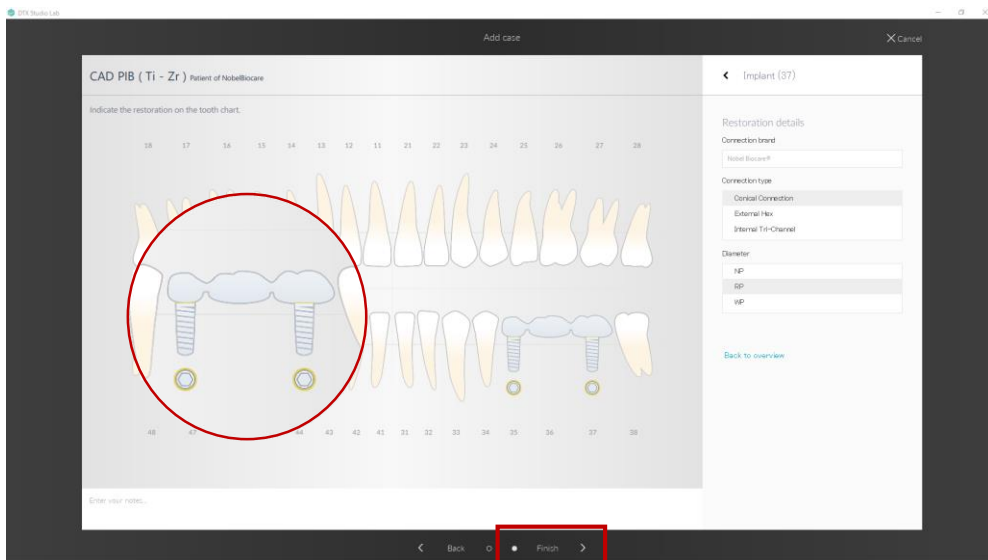 DTX Studio Lab
Add case
Cancel
CAD PIB ( Ti - Zr ) Patient of NobelBiocare
Indicate the restoration on the tooth chart.
18 17 16 15 14 13 12 11 21 22 23 24 25 26 27 28
48 47 44 43 42 41 31 32 33 34 35 36 37 38
Enter your notes...
Implant (37)
Restoration details
Connection brand
Nobel Biocare®
Connection type
Conical Connection
External Hex
Internal Tri-Channel
Diameter
NP
RP
WP
Back to overview
Back
Finish